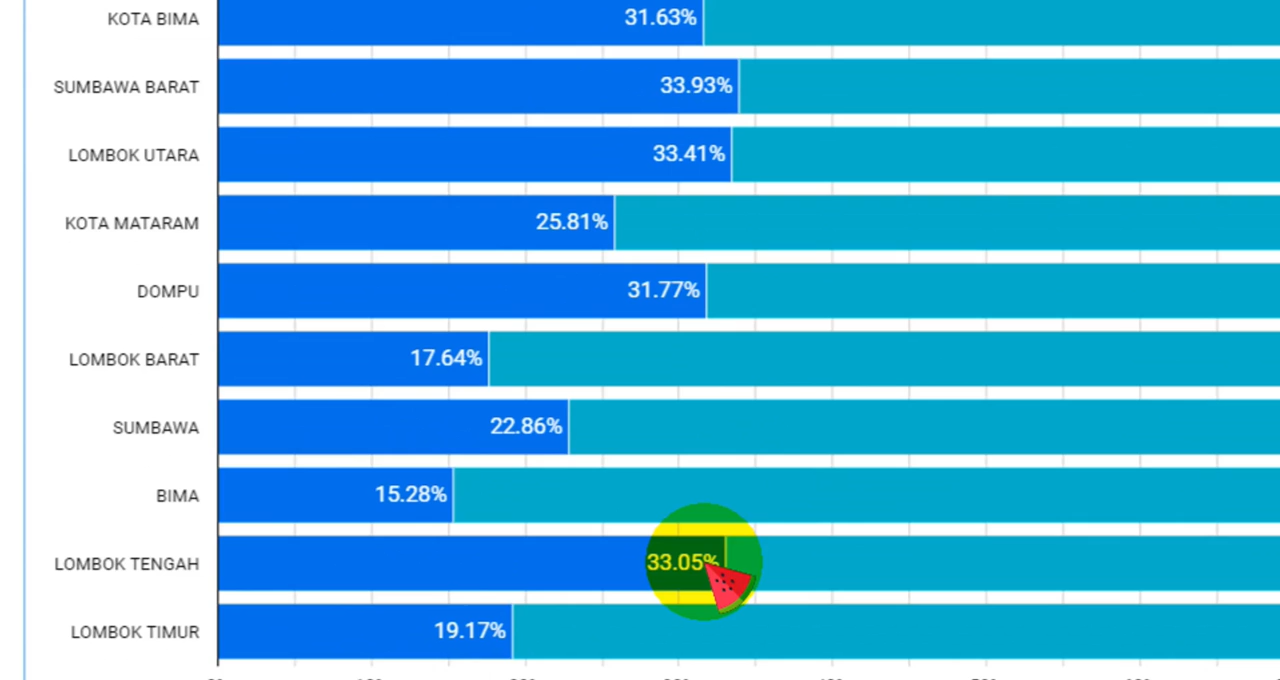 KOTA BIMA 31.63%
SUMBAWA BARAT 33.93%
LOMBOK UTARA 33.41%
KOTA MATARAM 25.81%
DOMPU 31.77%
LOMBOK BARAT 17.64%
SUMBAWA 22.86%
BIMA 15.28%
LOMBOK TENGAH 33.05%
LOMBOK TIMUR 19.17%